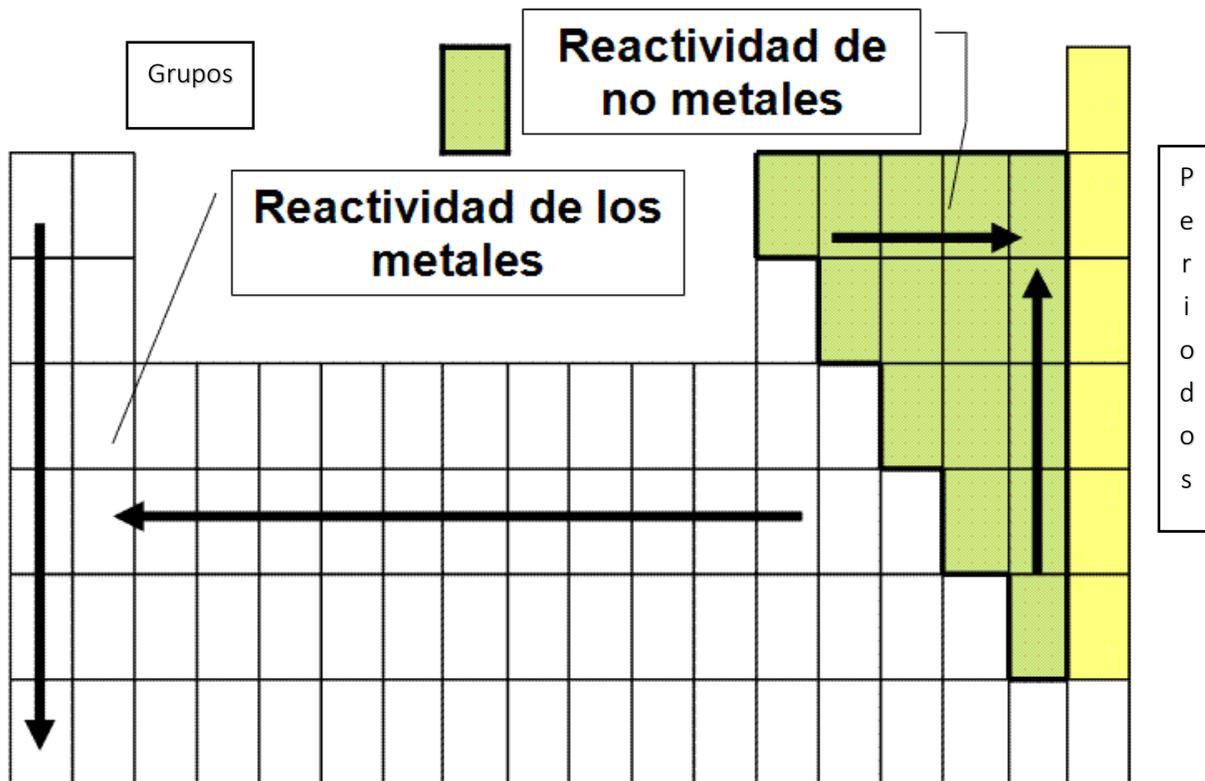 Grupos
Reactividad de
no metales
Reactividad de los
metales
P
e
r
i
o
d
o
s